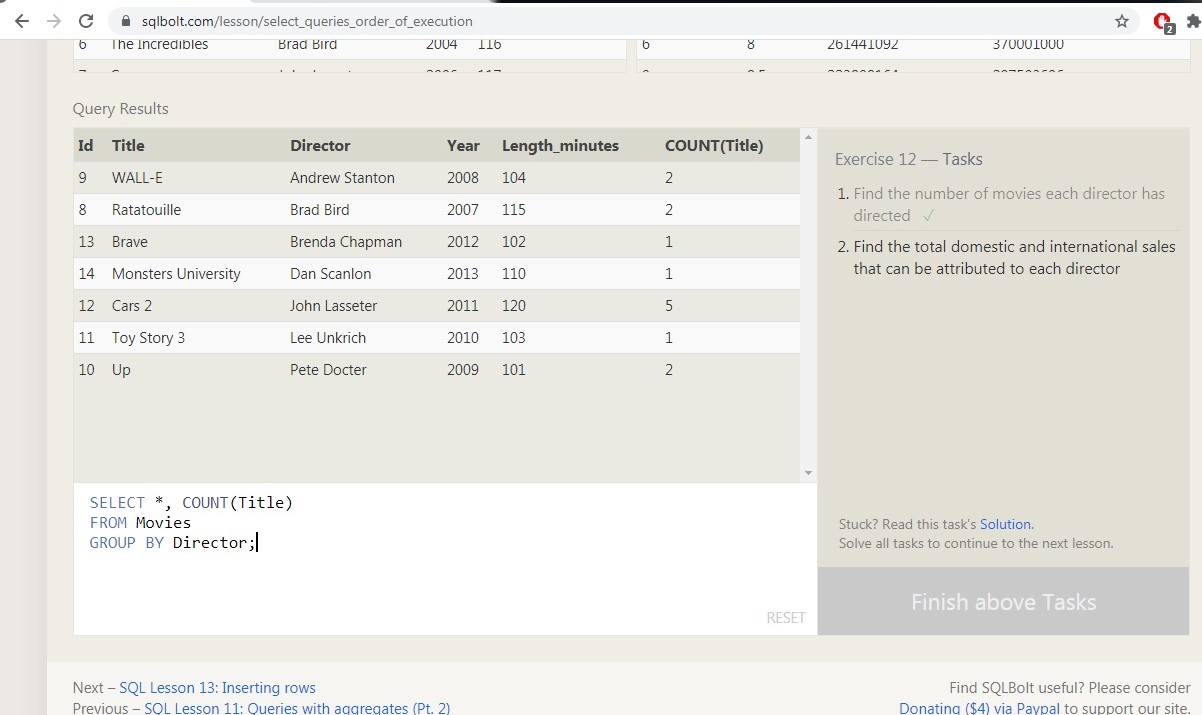 sqlbolt.com/lesson/select_queries_order_of_execution
2
6 The Incredibles Brad Bird 2004 116
6 8 261441092 370001000
Query Results
Id Title Director Year Length_minutes COUNT(Title)
9 WALL-E Andrew Stanton 2008 104 2
8 Ratatouille Brad Bird 2007 115 2
13 Brave Brenda Chapman 2012 102 1
14 Monsters University Dan Scanlon 2013 110 1
12 Cars 2 John Lasseter 2011 120 5
11 Toy Story 3 Lee Unkrich 2010 103 1
10 Up Pete Docter 2009 101 2
Exercise 12 — Tasks
1. Find the number of movies each director has
directed ✓
2. Find the total domestic and international sales
that can be attributed to each director
Stuck? Read this task's Solution.
Solve all tasks to continue to the next lesson.
Finish above Tasks
SELECT *, COUNT(Title)
FROM Movies
GROUP BY Director;
RESET
Next – SQL Lesson 13: Inserting rows
Previous – SQL Lesson 11: Queries with aggregates (Pt. 2)
Find SQLBolt useful? Please consider
Donating ($4) via Paypal to support our site.